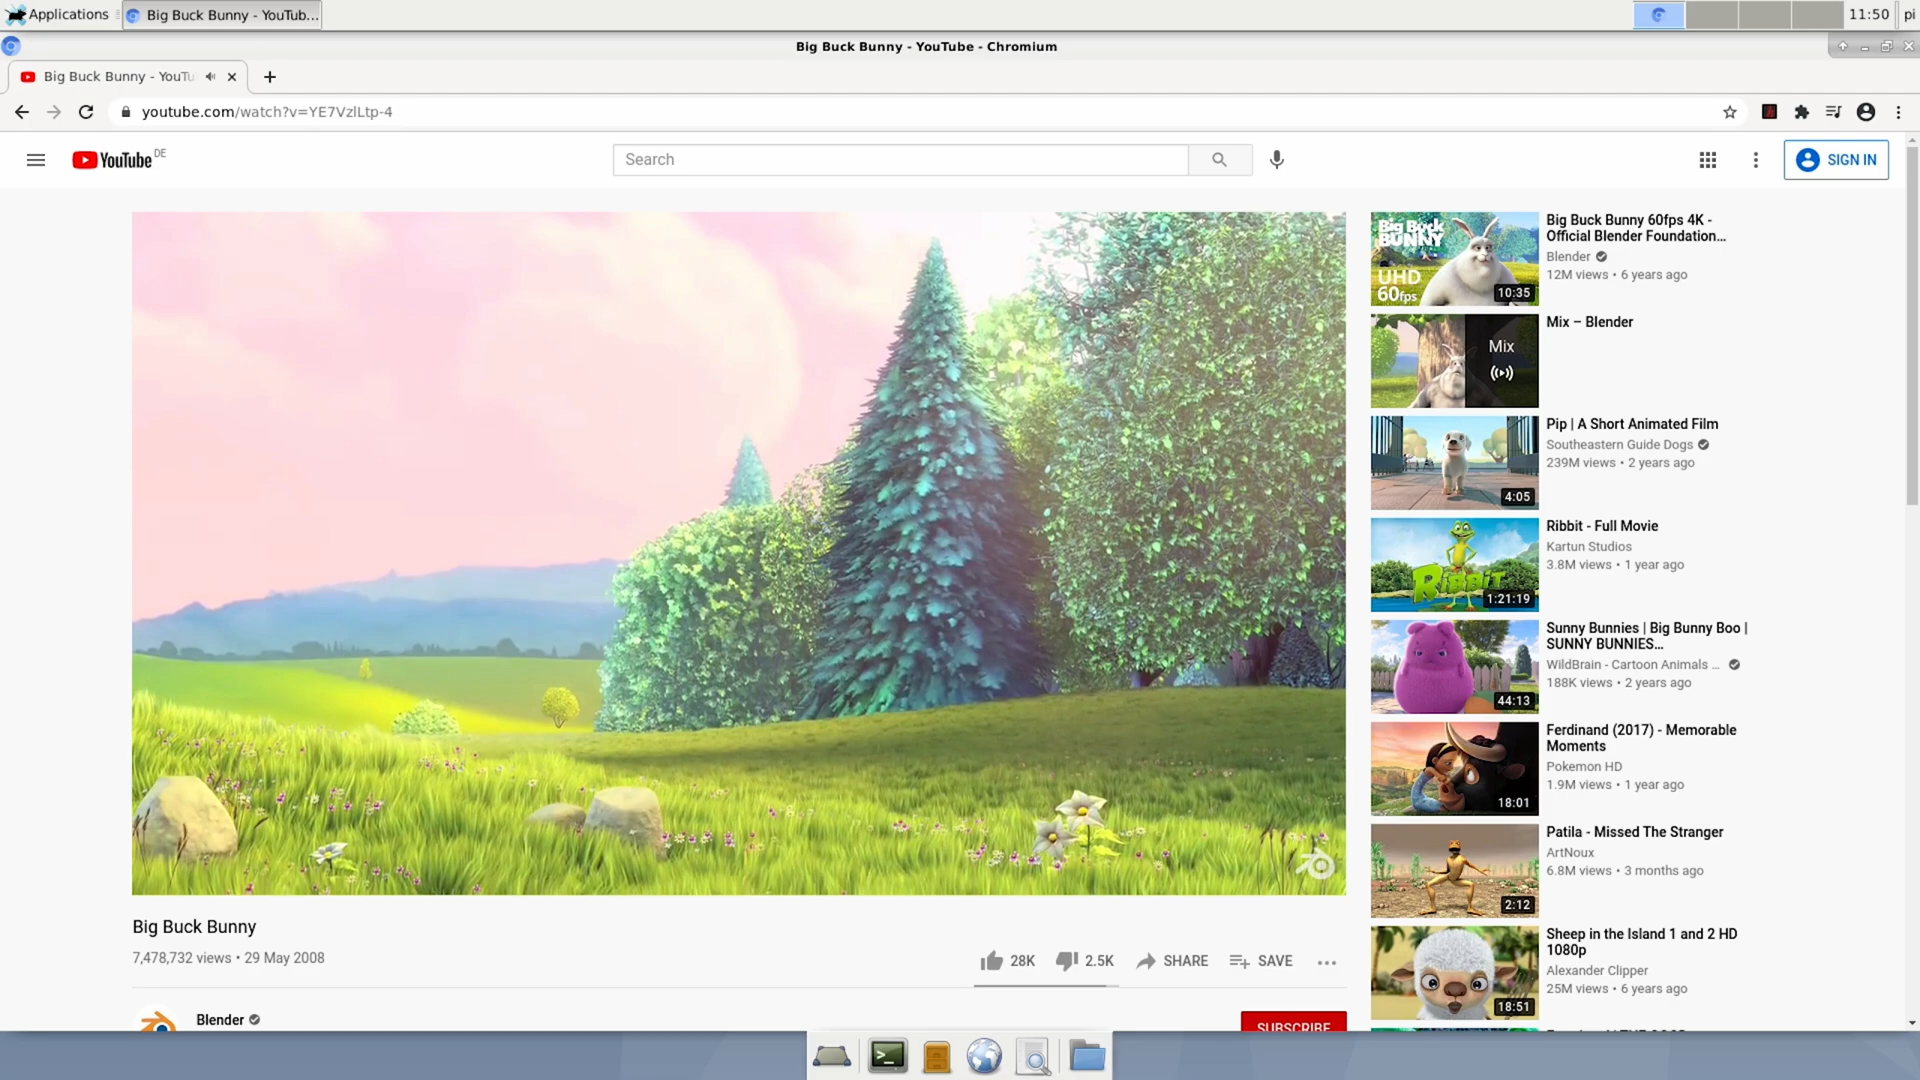 Applications
Big Buck Bunny - YouTub...
11:50
pi
Big Buck Bunny - YouTube - Chromium
Big Buck Bunny - YouTu
youtube.com/watch?v=YE7VzlLtp-4
YouTube DE
Search
SIGN IN
Big Buck BUNNY
UHD
60fps
10:35
Big Buck Bunny 60fps 4K -
Official Blender Foundation...
Blender
12M views • 6 years ago
Mix
Mix – Blender
4:05
Pip | A Short Animated Film
Southeastern Guide Dogs
239M views • 2 years ago
RiBBiT
1:21:19
Ribbit - Full Movie
Kartun Studios
3.8M views • 1 year ago
44:13
Sunny Bunnies | Big Bunny Boo |
SUNNY BUNNIES...
WildBrain - Cartoon Animals ...
188K views • 2 years ago
18:01
Ferdinand (2017) - Memorable
Moments
Pokemon HD
1.9M views • 1 year ago
2:12
Patila - Missed The Stranger
ArtNoux
6.8M views • 3 months ago
18:51
Sheep in the Island 1 and 2 HD
1080p
Alexander Clipper
25M views • 6 years ago
Big Buck Bunny
7,478,732 views • 29 May 2008
28K
2.5K
SHARE
SAVE
Blender
SUBSCRIBE